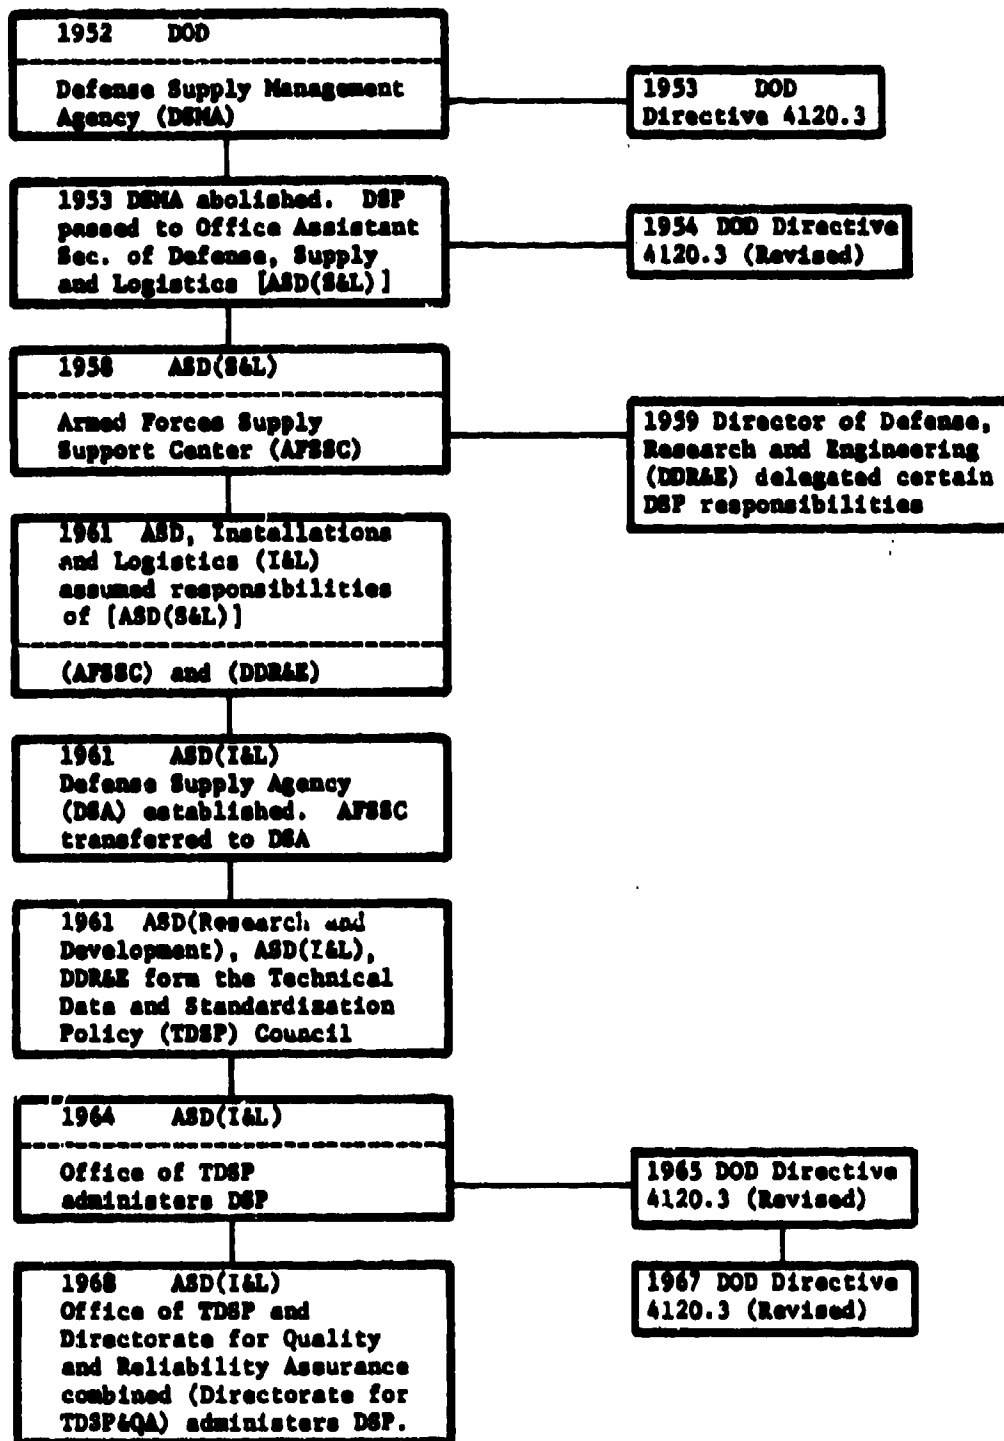 1952 DOD
Defense Supply Management
Agency (DSMA)
1953 DOD
Directive 4120.3
1953 DSMA abolished. DSP
passed to Office Assistant
Sec. of Defense, Supply
and Logistics [ASD(S&L)]
1954 DOD Directive
4120.3 (Revised)
1958 ASD(S&L)
Armed Forces Supply
Support Center (AFSSC)
1959 Director of Defense,
Research and Engineering
(DDR&E) delegated certain
DSP responsibilities
1961 ASD, Installations
and Logistics (I&L)
assumed responsibilities
of [ASD(S&L)]
(AFSSC) and (DDR&E)
1961 ASD(I&L)
Defense Supply Agency
(DSA) established. AFSSC
transferred to DSA
1961 ASD(Research and
Development), ASD(I&L),
DDR&E form the Technical
Data and Standardization
Policy (TDSP) Council
1964 ASD(I&L)
Office of TDSP
administers DSP
1965 DOD Directive
4120.3 (Revised)
1967 DOD Directive
4120.3 (Revised)
1968 ASD(I&L)
Office of TDSP and
Directorate for Quality
and Reliability Assurance
combined (Directorate for
TDSP&QA) administers DSP.